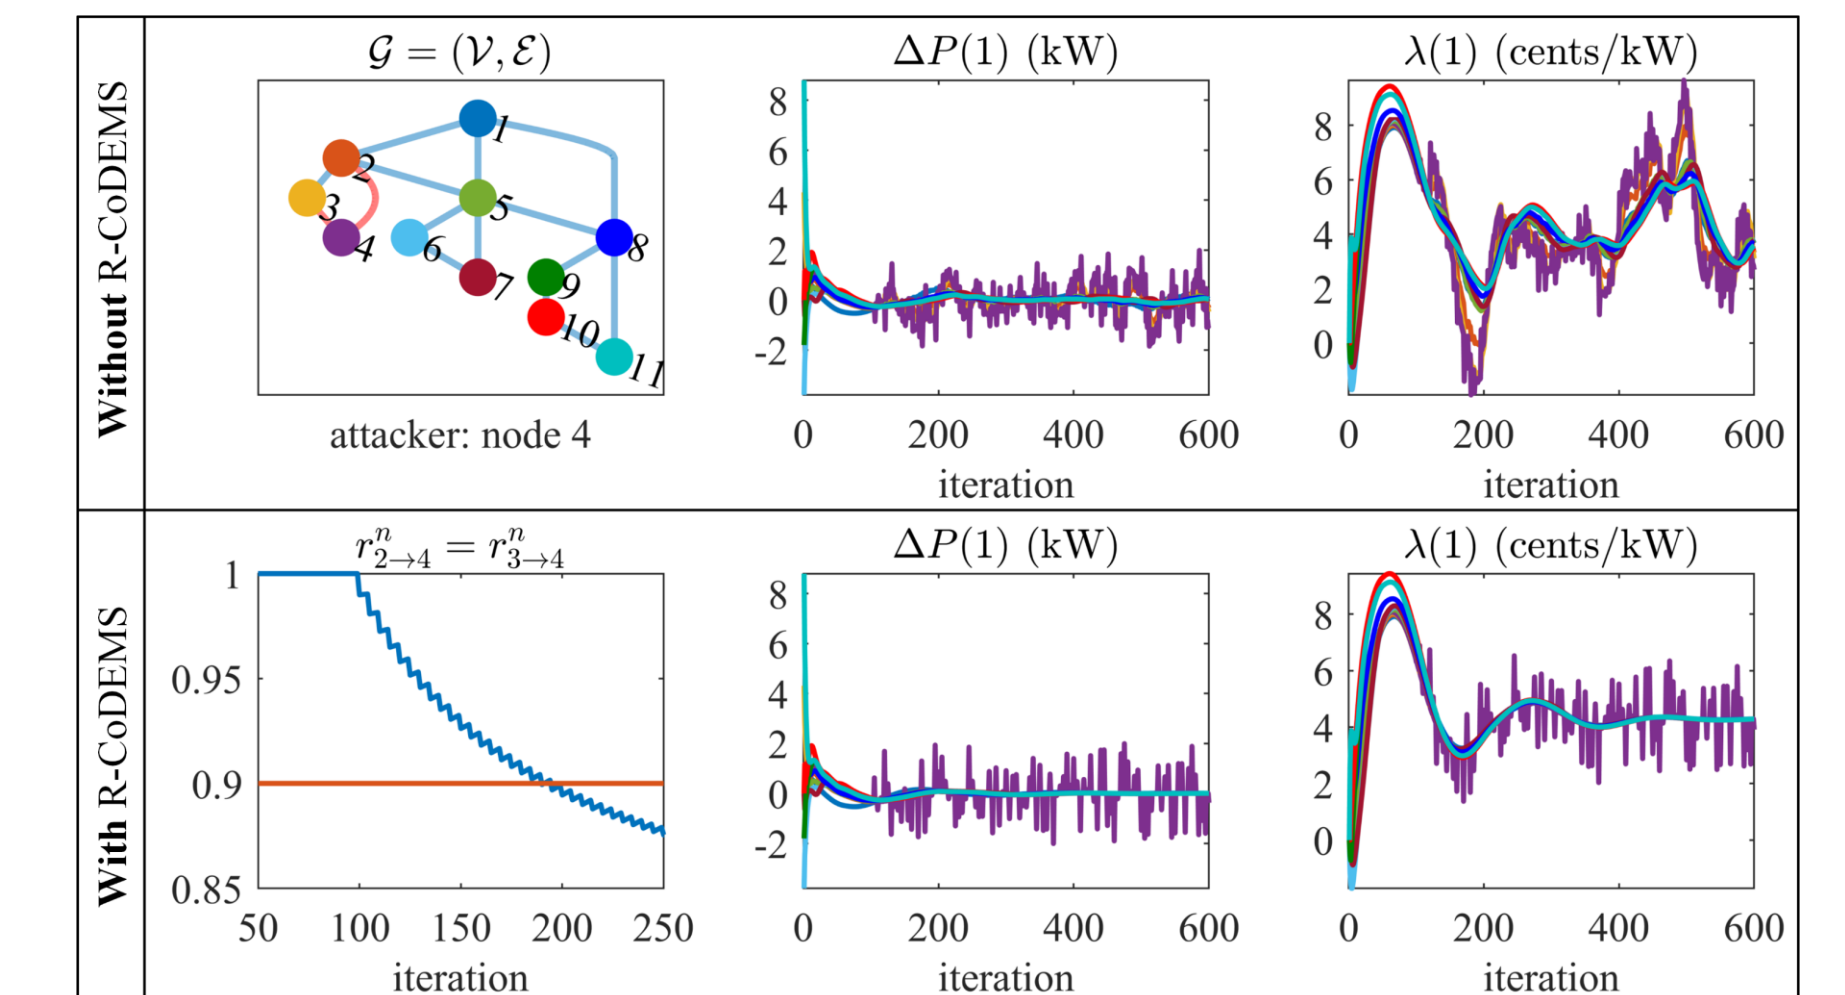 Without R-CoDEMS
𝒢 = (𝒱, ℰ)
1
2
3
4
5
6
7
8
9
10
11
attacker: node 4
ΔP(1) (kW)
8
6
4
2
0
-2
0 200 400 600
iteration
λ(1) (cents/kW)
8
6
4
2
0
0 200 400 600
iteration
With R-CoDEMS
r^n_{2→4} = r^n_{3→4}
1
0.95
0.9
0.85
50 100 150 200 250
iteration
ΔP(1) (kW)
8
6
4
2
0
-2
0 200 400 600
iteration
λ(1) (cents/kW)
8
6
4
2
0
0 200 400 600
iteration